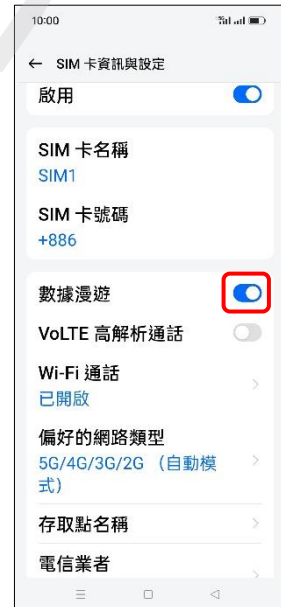 10:00
← SIM 卡資訊與設定
啟用
SIM 卡名稱
SIM1
SIM 卡號碼
+886
數據漫遊
VoLTE 高解析通話
Wi-Fi 通話
已開啟
偏好的網路類型
5G/4G/3G/2G （自動模
式）
存取點名稱
電信業者